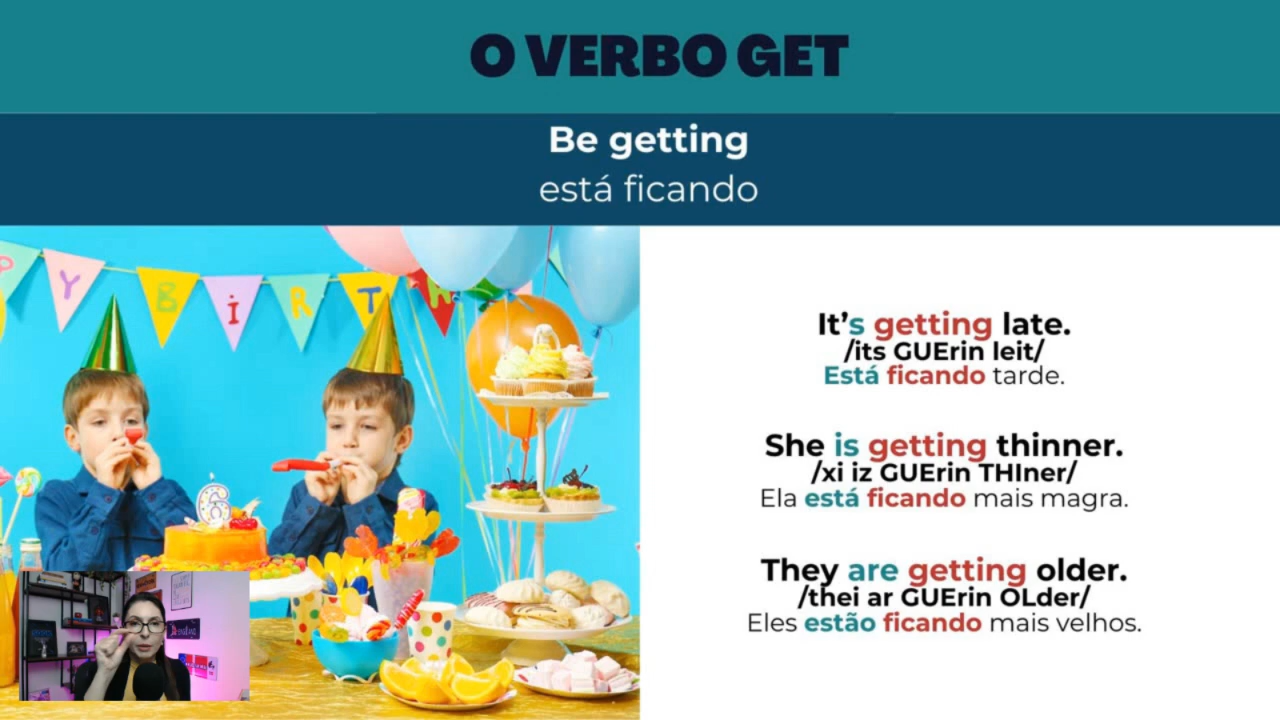 O VERBO GET
Be getting
está ficando
P Y B i R T H
It's getting late.
/its GUErin leit/
Está ficando tarde.
She is getting thinner.
/xi iz GUErin THIner/
Ela está ficando mais magra.
They are getting older.
/thei ar GUErin OLder/
Eles estão ficando mais velhos.
6